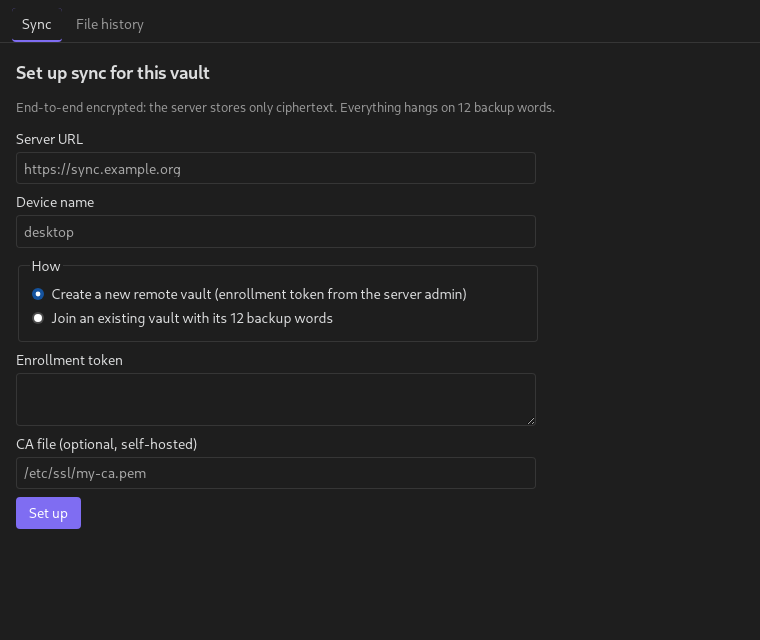 Sync File history
Set up sync for this vault
End-to-end encrypted: the server stores only ciphertext. Everything hangs on 12 backup words.
Server URL
https://sync.example.org
Device name
desktop
How
Create a new remote vault (enrollment token from the server admin)
Join an existing vault with its 12 backup words
Enrollment token
CA file (optional, self-hosted)
/etc/ssl/my-ca.pem
Set up